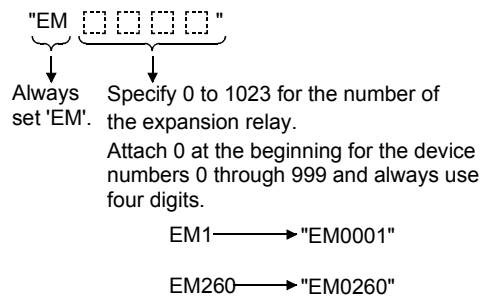 "EM "
Always
set 'EM'.
Specify 0 to 1023 for the number of
the expansion relay.
Attach 0 at the beginning for the device
numbers 0 through 999 and always use
four digits.
EM1 → "EM0001"
EM260 → "EM0260"